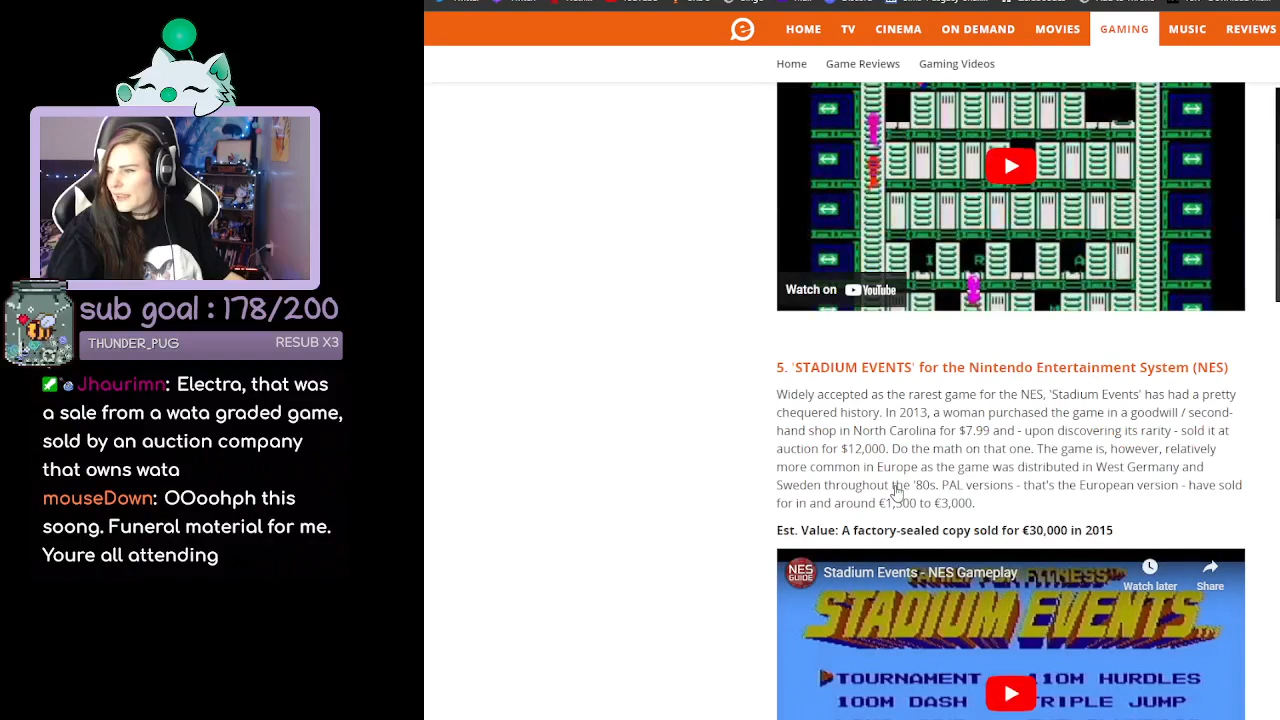 HOME TV CINEMA ON DEMAND MOVIES GAMING MUSIC REVIEWS
Home Game Reviews Gaming Videos
I R A
Watch on YouTube
5. 'STADIUM EVENTS' for the Nintendo Entertainment System (NES)
Widely accepted as the rarest game for the NES, 'Stadium Events' has had a pretty
chequered history. In 2013, a woman purchased the game in a goodwill / second-
hand shop in North Carolina for $7.99 and - upon discovering its rarity - sold it at
auction for $12,000. Do the math on that one. The game is, however, relatively
more common in Europe as the game was distributed in West Germany and
Sweden throughout the '80s. PAL versions - that's the European version - have sold
for in and around €1,500 to €3,000.
Est. Value: A factory-sealed copy sold for €30,000 in 2015
NES GUIDE
Stadium Events - NES Gameplay
Watch later
Share
FAMILY FUN FITNESS
STADIUM EVENTS
TOURNAMENT 110M HURDLES
100M DASH TRIPLE JUMP
sub goal : 178/200
THUNDER_PUG RESUB X3
Jhaurimn: Electra, that was
a sale from a wata graded game,
sold by an auction company
that owns wata
mouseDown: OOoohph this
soong. Funeral material for me.
Youre all attending